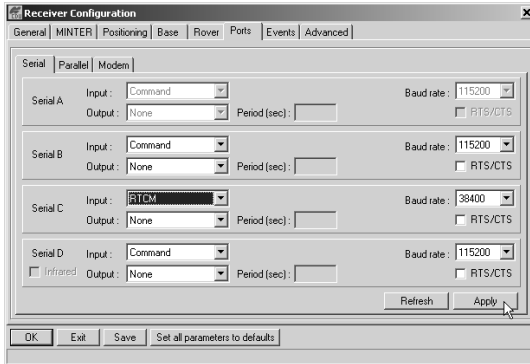 Receiver Configuration
General MINTER Positioning Base Rover Ports Events Advanced
Serial Parallel Modem
Serial A Input : Command Baud rate : 115200
Output : None Period (sec) : RTS/CTS
Serial B Input : Command Baud rate : 115200
Output : None Period (sec) : RTS/CTS
Serial C Input : RTCM Baud rate : 38400
Output : None Period (sec) : RTS/CTS
Serial D Input : Command Baud rate : 115200
Infrared Output : None Period (sec) : RTS/CTS
Refresh Apply
OK Exit Save Set all parameters to defaults